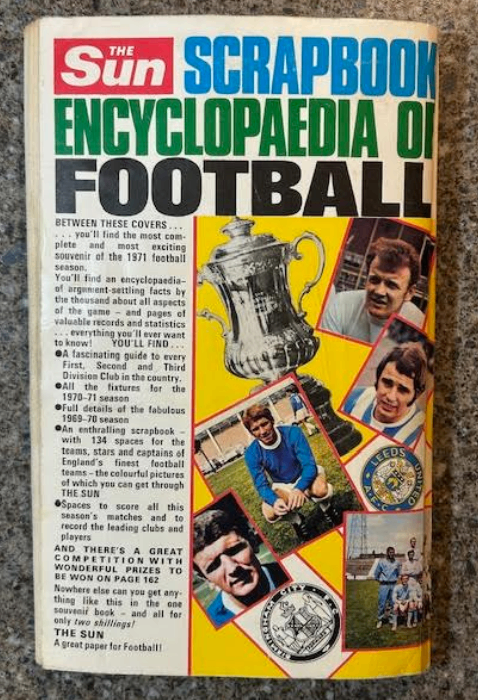 THE
Sun
SCRAPBOOK
ENCYCLOPAEDIA OF
FOOTBALL
BETWEEN THESE COVERS...
... you'll find the most com-
plete and most exciting
souvenir of the 1971 football
season.
You'll find an encyclopaedia–
of argument-settling facts by
the thousand about all aspects
of the game – and pages of
valuable records and statistics
... everything you'll ever want
to know! YOU'LL FIND...
●A fascinating guide to every
First, Second and Third
Division Club in the country.
●All the fixtures for the
1970–71 season
●Full details of the fabulous
1969–70 season
●An enthralling scrapbook –
with 134 spaces for the
teams, stars and captains of
England's finest football
teams – the colourful pictures
of which you can get through
THE SUN
●Spaces to score all this
season's matches and to
record the leading clubs and
players
AND THERE'S A GREAT
COMPETITION WITH
WONDERFUL PRIZES TO
BE WON ON PAGE 162
Nowhere else can you get any-
thing like this in the one
souvenir book – and all for
only two shillings!
THE SUN
A great paper for Football!
LEEDS UNITED
A.F.C
BIRMINGHAM CITY F.C.